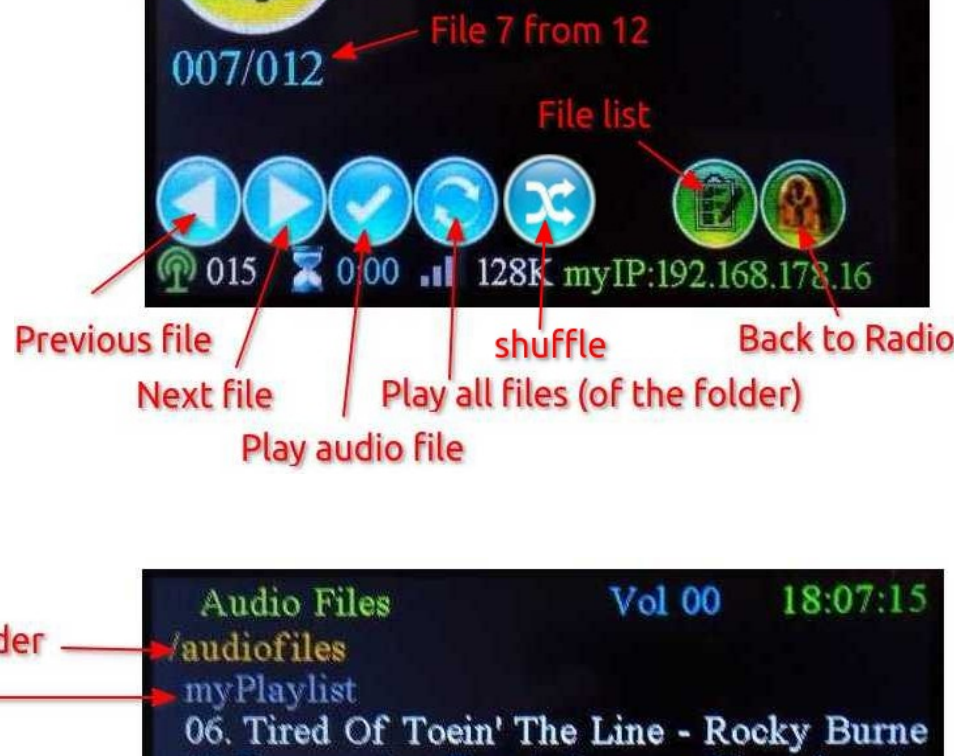 File 7 from 12
007/012
File list
015 0:00 128K myIP:192.168.178.16
Previous file
shuffle
Back to Radio
Next file
Play all files (of the folder)
Play audio file
Audio Files Vol 00 18:07:15
/audiofiles
myPlaylist
06. Tired Of Toein' The Line - Rocky Burne